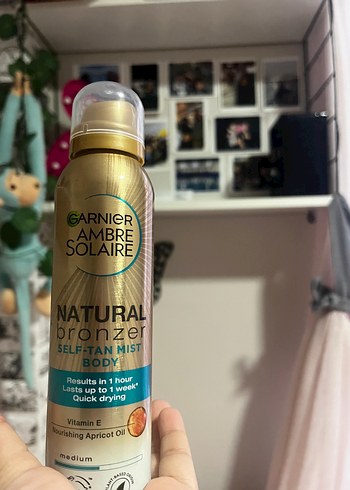 GARNIER
AMBRE
SOLAIRE
NATURAL
bronzer
SELF-TAN MIST
BODY
Results in 1 hour
Lasts up to 1 week*
Quick drying
Vitamin E
Nourishing Apricot Oil
medium